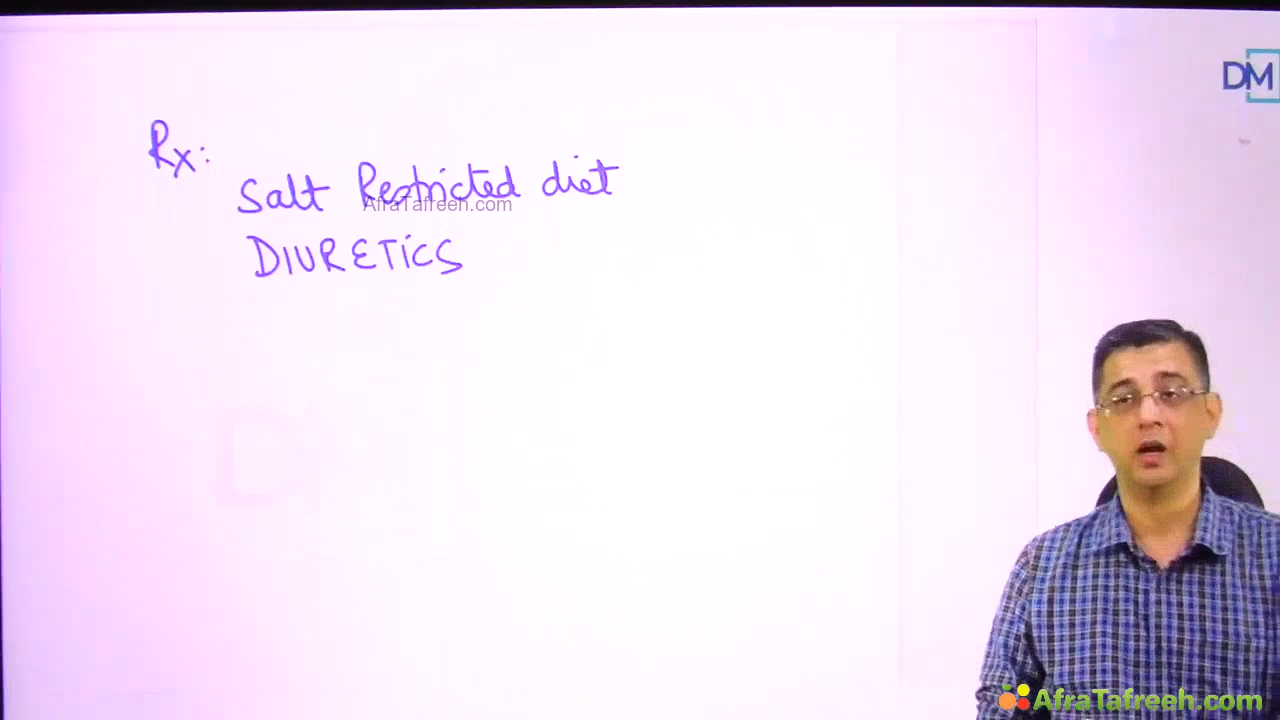 DM
Rx:
Salt Restricted diet
AfraTafreeh.com
DIURETICS
AfraTafreeh.com